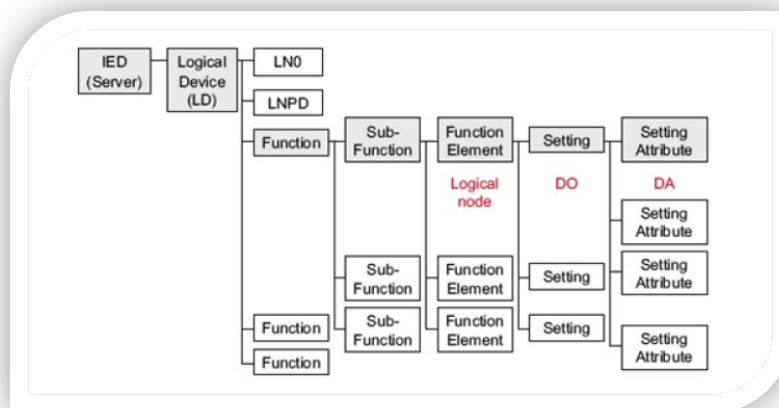 IED
(Server)
Logical
Device
(LD)
LN0
LNPD
Function
Sub-
Function
Function
Element
Setting
Setting
Attribute
Logical
node
DO
DA
Setting
Attribute
Sub-
Function
Function
Element
Setting
Setting
Attribute
Function
Sub-
Function
Function
Element
Setting
Setting
Attribute
Function